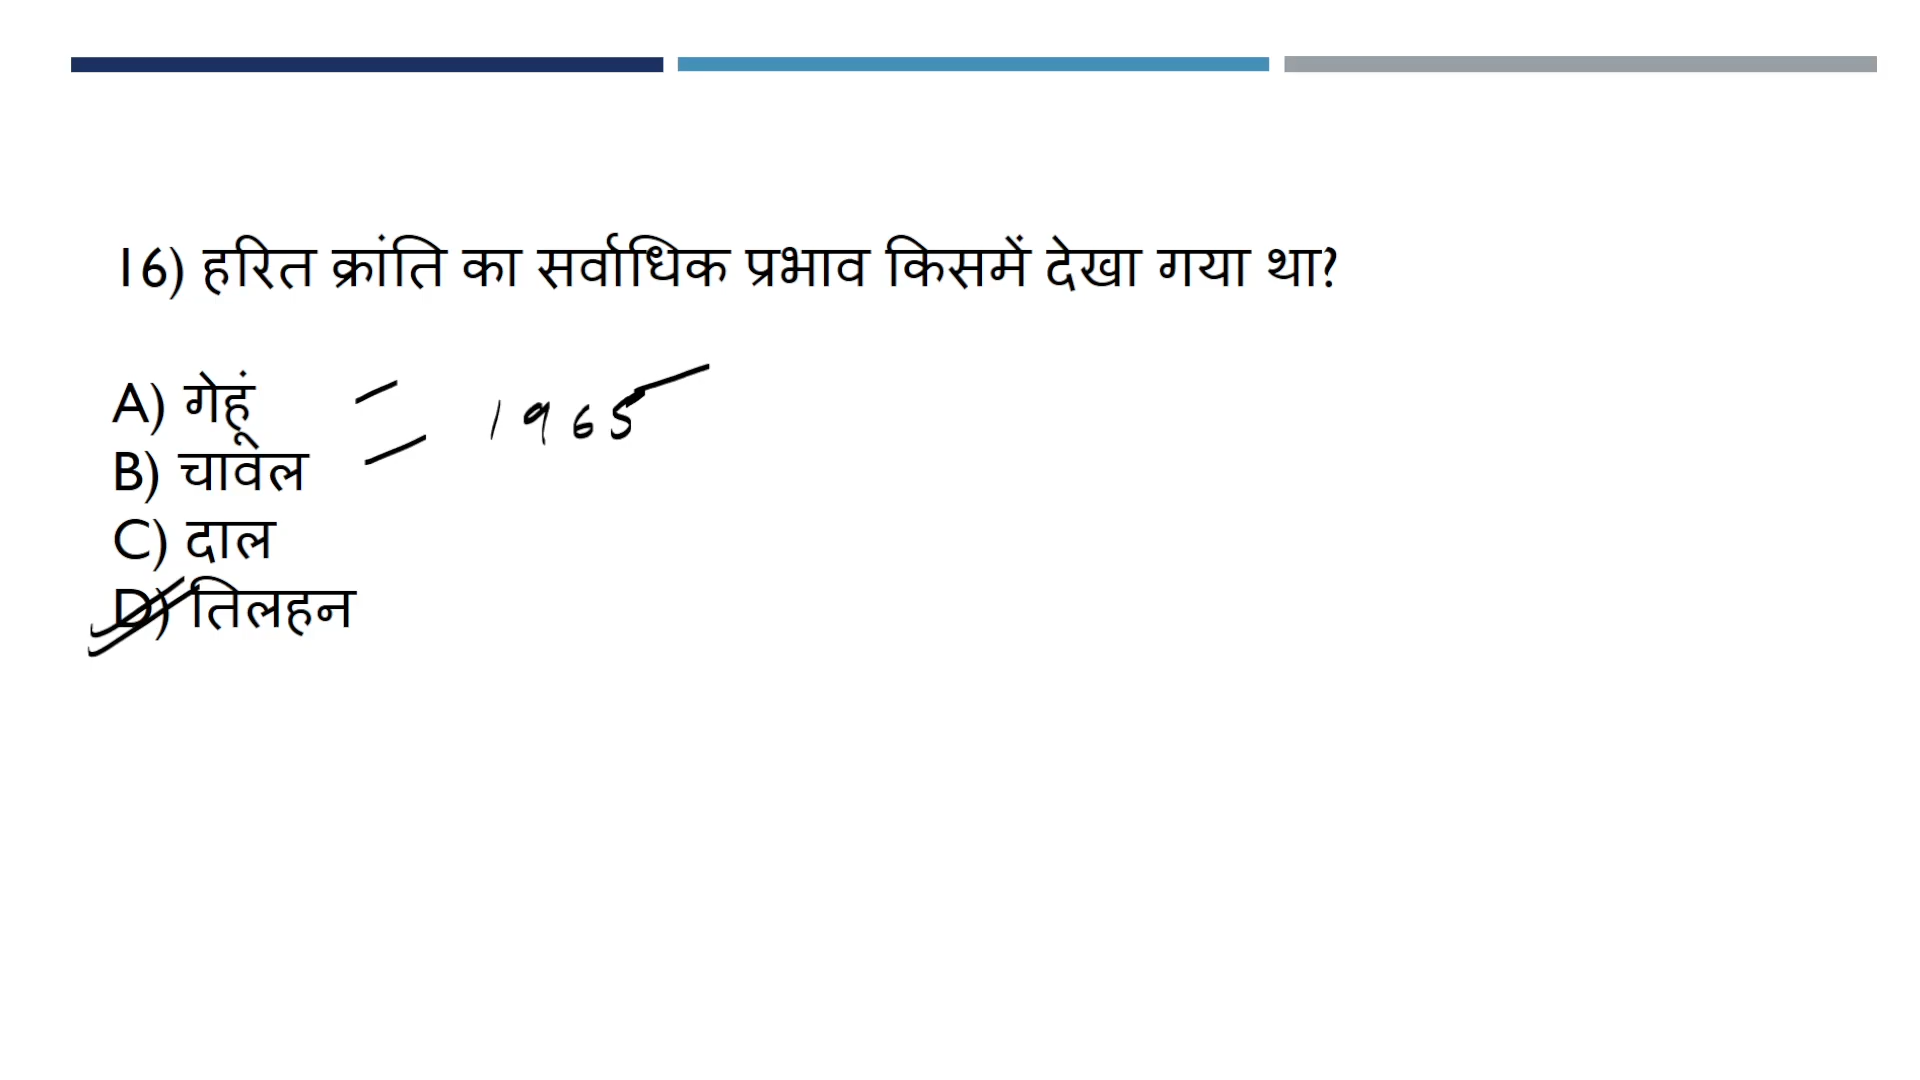 16) हरित क्रांति का सर्वाधिक प्रभाव किसमें देखा गया था?
A) गेहूं
1965
B) चावल
C) दाल
D) तिलहन